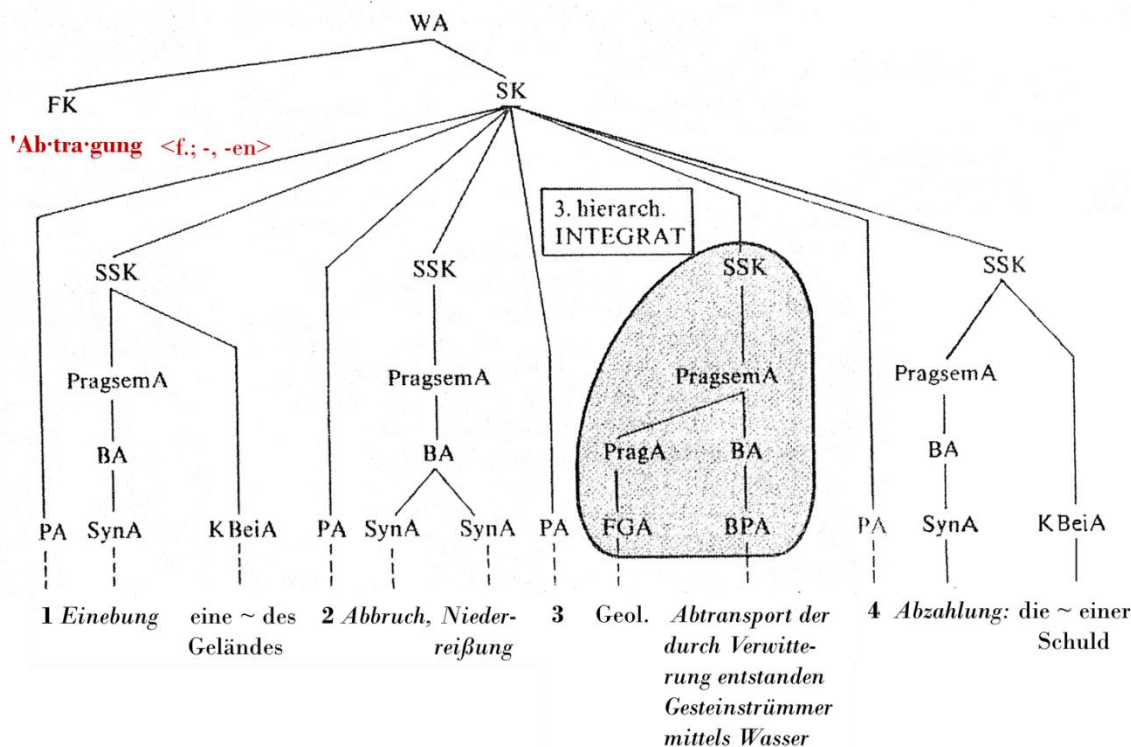 WA
FK
SK
'Ab·tra·gung <f.; -, -en>
3. hierarch.
INTEGRAT
SSK SSK SSK SSK
PragsemA PragsemA PragsemA PragsemA
BA BA PragA BA BA
PA SynA KBeiA PA SynA SynA PA FGA BPA PA SynA KBeiA
1 Einebung eine ~ des 2 Abbruch, Nieder- 3 Geol. Abtransport der 4 Abzahlung: die ~ einer
Geländes reißung durch Verwitte- Schuld
rung entstanden
Gesteinstrümmer
mittels Wasser